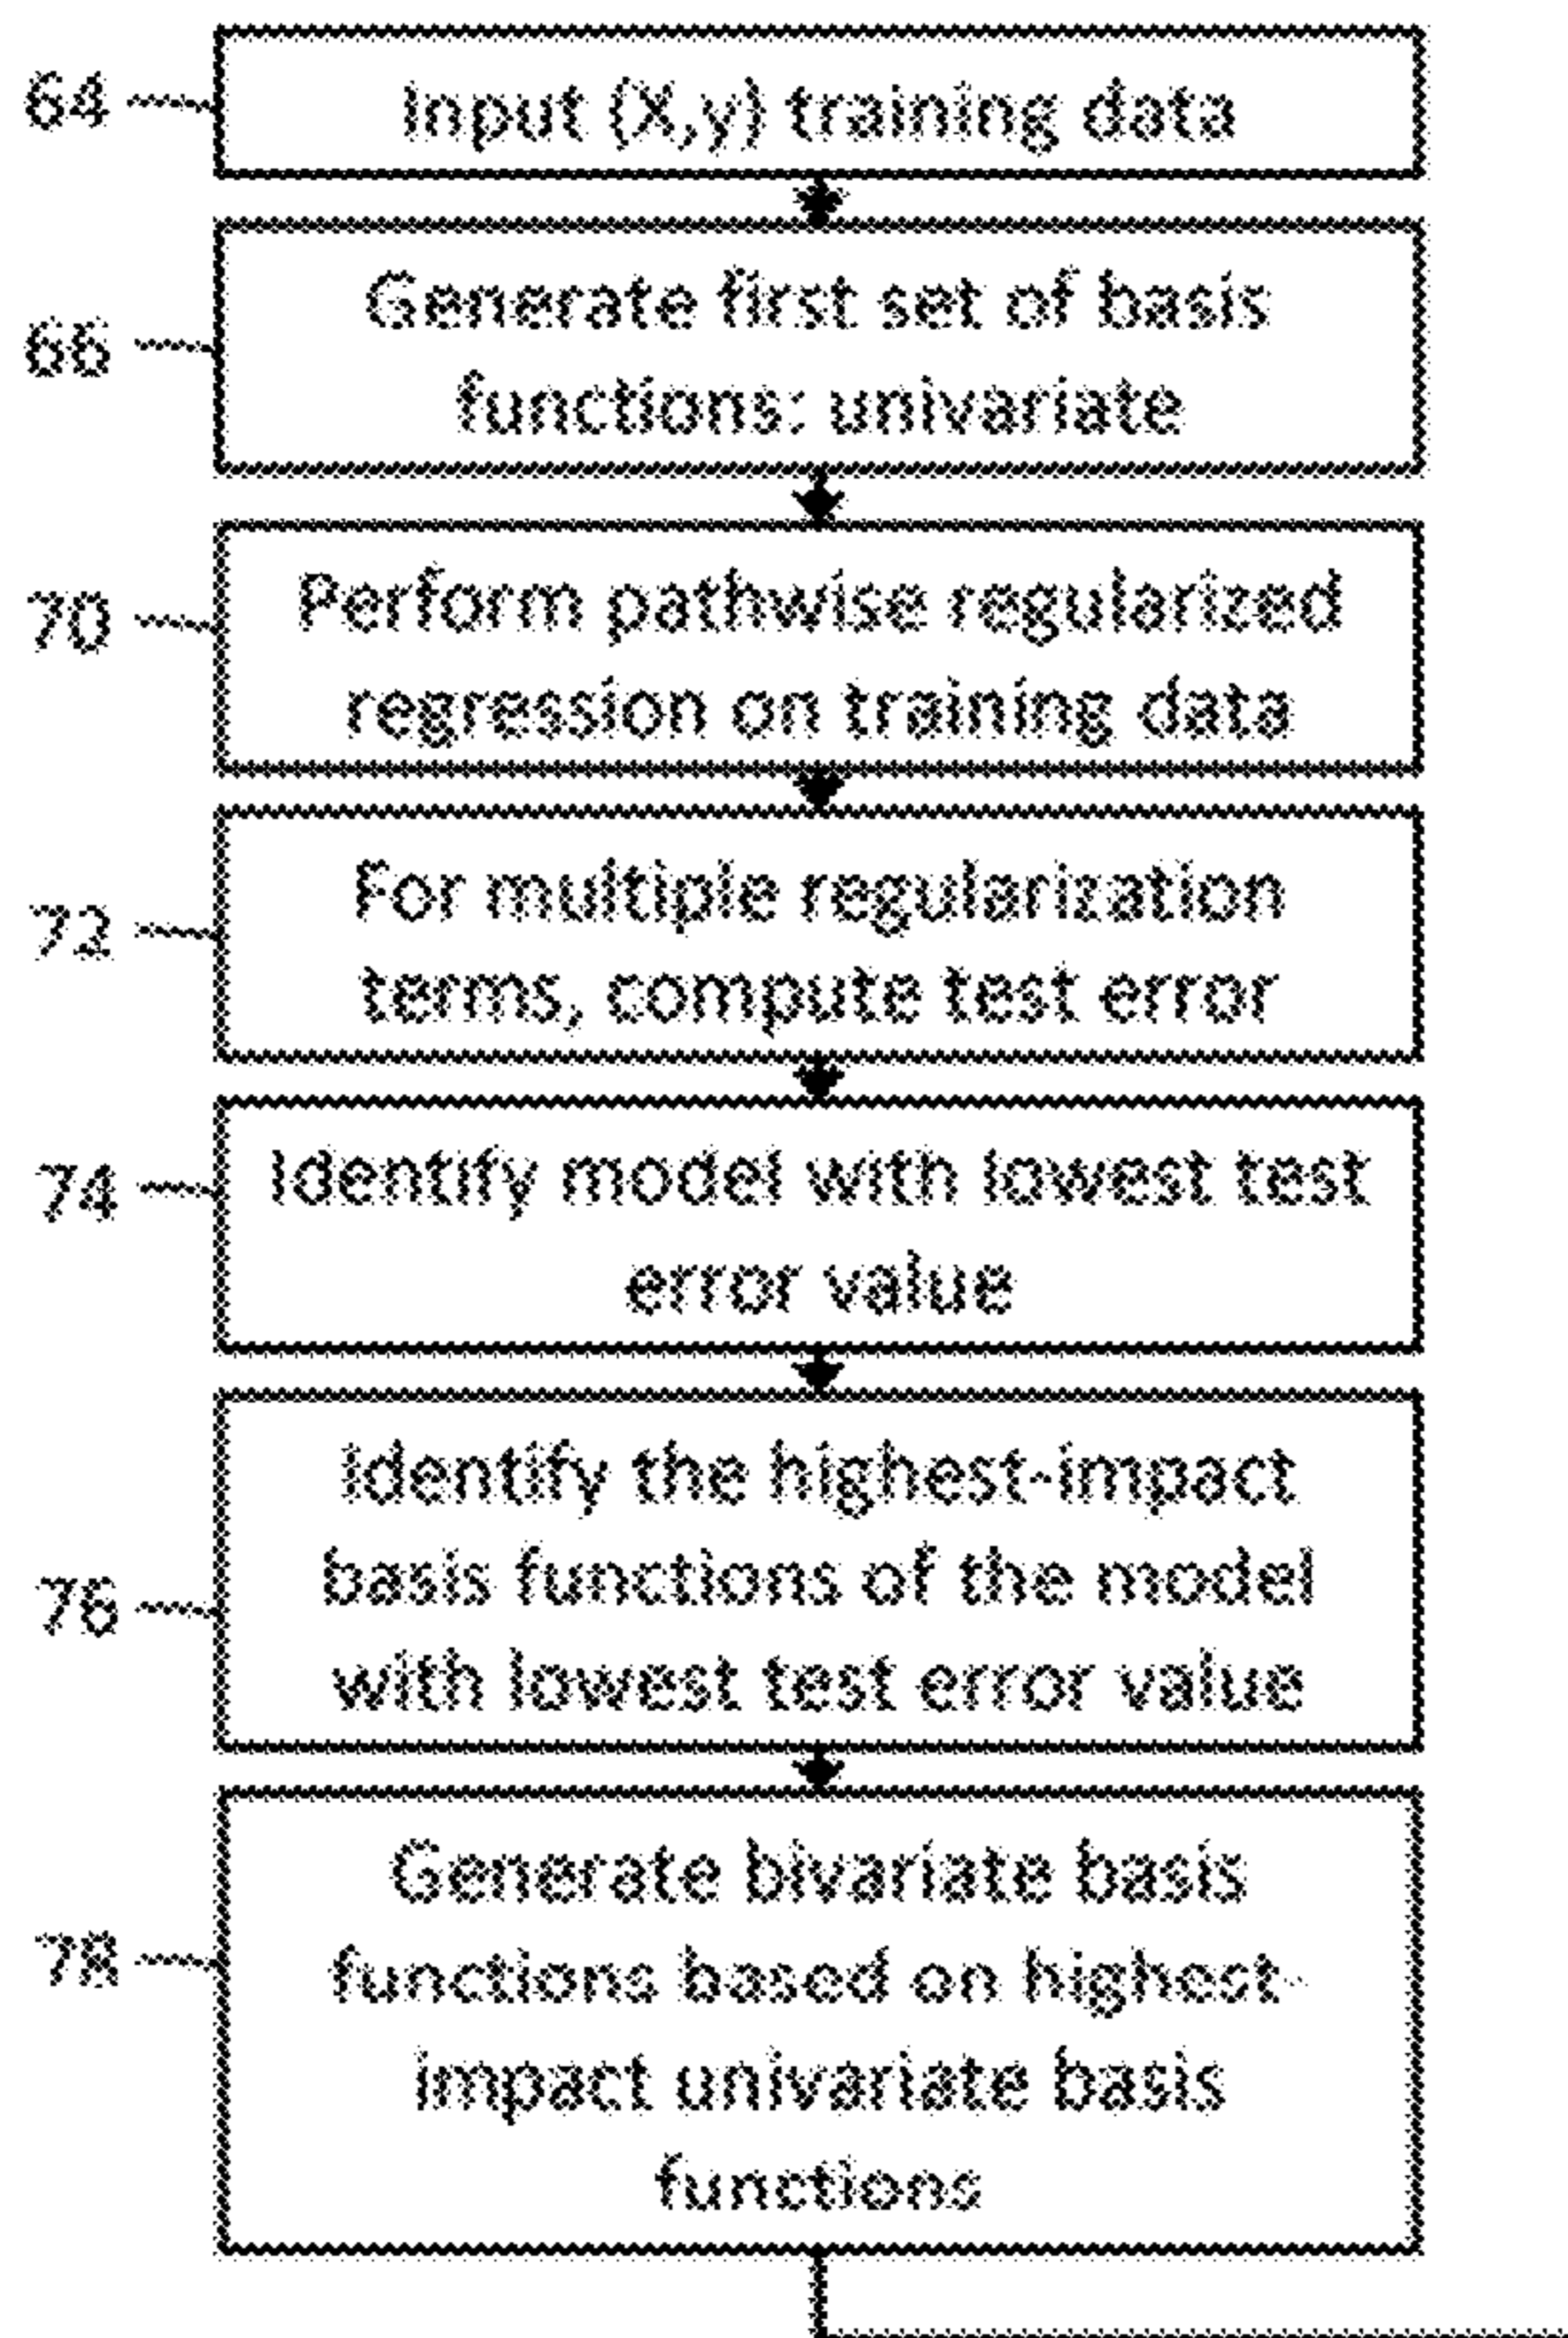 64
Input (X,y) training data
66
Generate first set of basis
functions: univariate
70
Perform pathwise regularized
regression on training data
72
For multiple regularization
terms, compute test error
74
Identify model with lowest test
error value
76
Identify the highest-impact
basis functions of the model
with lowest test error value
78
Generate bivariate basis
functions based on highest-
impact univariate basis
functions